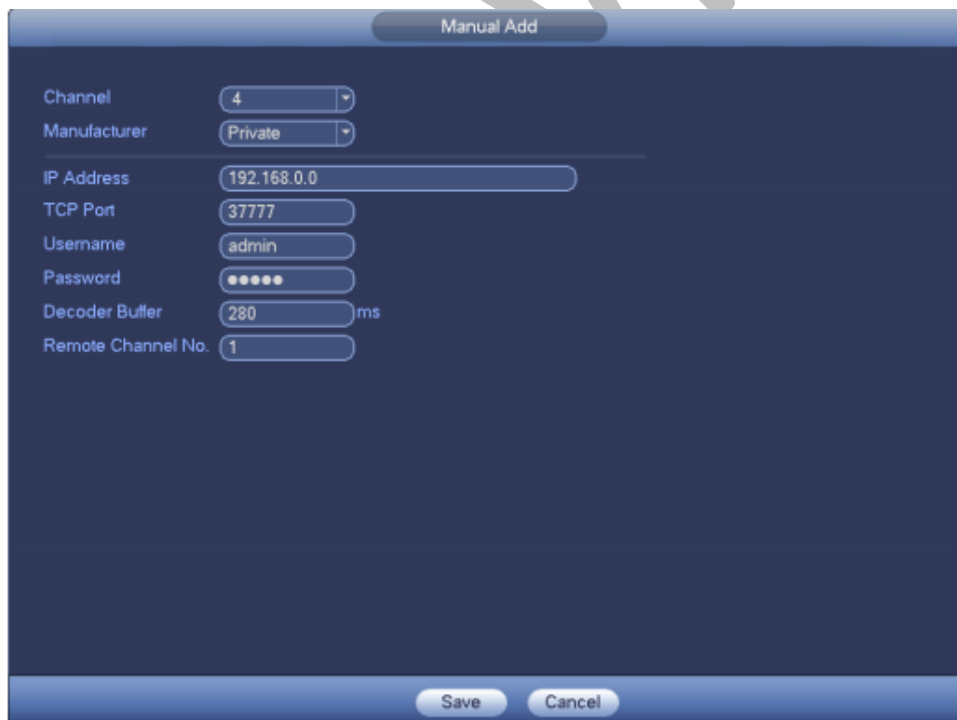 Manual Add
Channel 4
Manufacturer Private
IP Address 192.168.0.0
TCP Port 37777
Username admin
Password ●●●●●
Decoder Buffer 280 ms
Remote Channel No. 1
Save Cancel